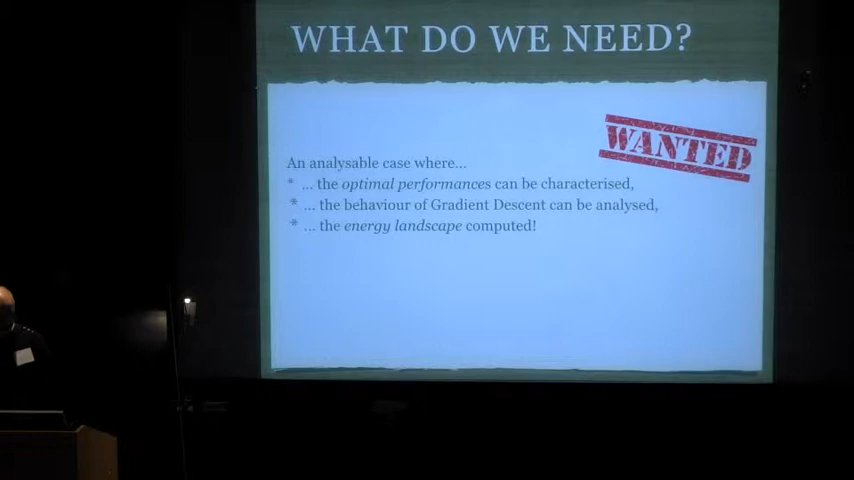 WHAT DO WE NEED?
WANTED
An analysable case where...
* ... the optimal performances can be characterised,
* ... the behaviour of Gradient Descent can be analysed,
* ... the energy landscape computed!